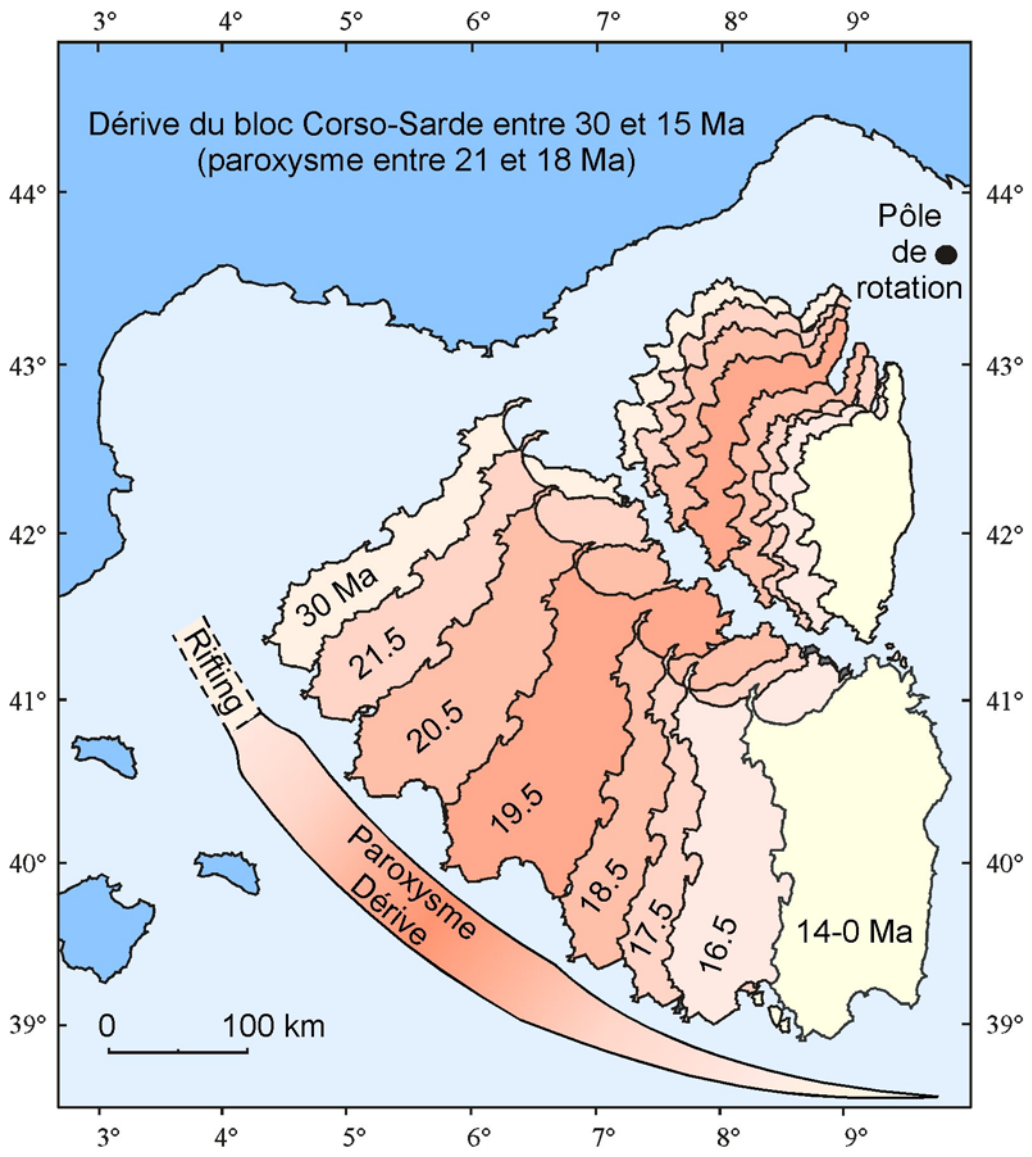 3° 4° 5° 6° 7° 8° 9°
Dérive du bloc Corso-Sarde entre 30 et 15 Ma
(paroxysme entre 21 et 18 Ma)
44° 44°
Pôle
de
rotation
43° 43°
42° 42°
30 Ma
21.5
Rifting
41° 41°
20.5
19.5
Paroxysme
Dérive
40° 40°
18.5
17.5
16.5
14-0 Ma
0 100 km
39° 39°
3° 4° 5° 6° 7° 8° 9°